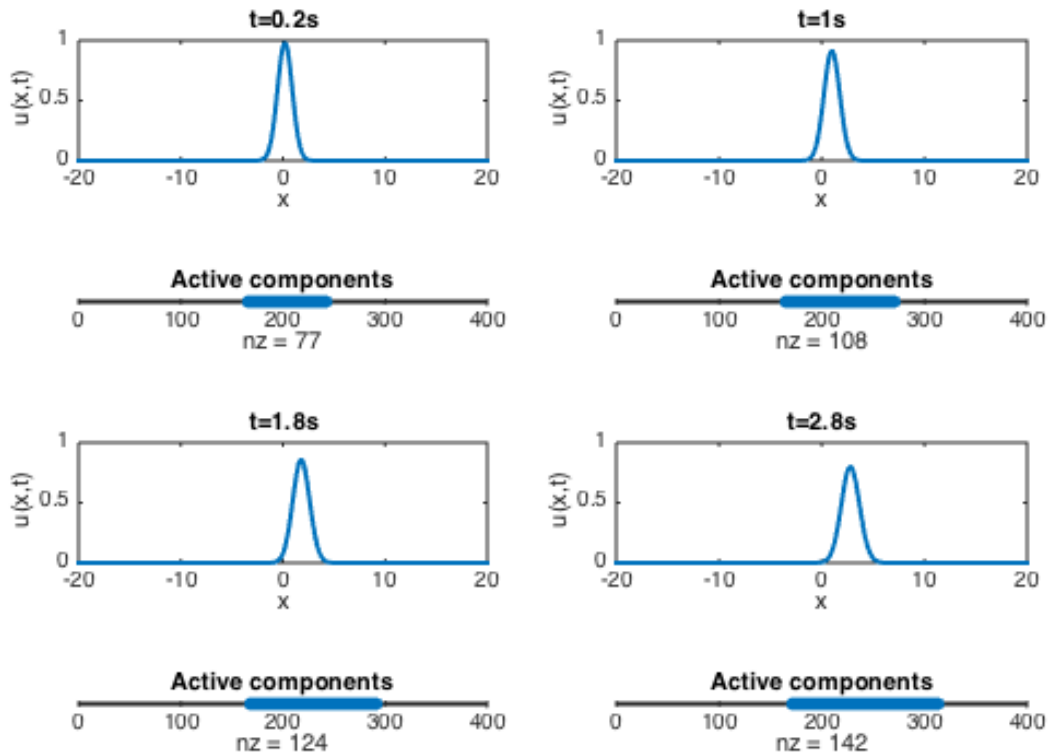 t=0.2s
1
0.5
0
u(x,t)
-20 -10 0 10 20
x
Active components
0 100 200 300 400
nz = 77
t=1s
1
0.5
0
u(x,t)
-20 -10 0 10 20
x
Active components
0 100 200 300 400
nz = 108
t=1.8s
1
0.5
0
u(x,t)
-20 -10 0 10 20
x
Active components
0 100 200 300 400
nz = 124
t=2.8s
1
0.5
0
u(x,t)
-20 -10 0 10 20
x
Active components
0 100 200 300 400
nz = 142